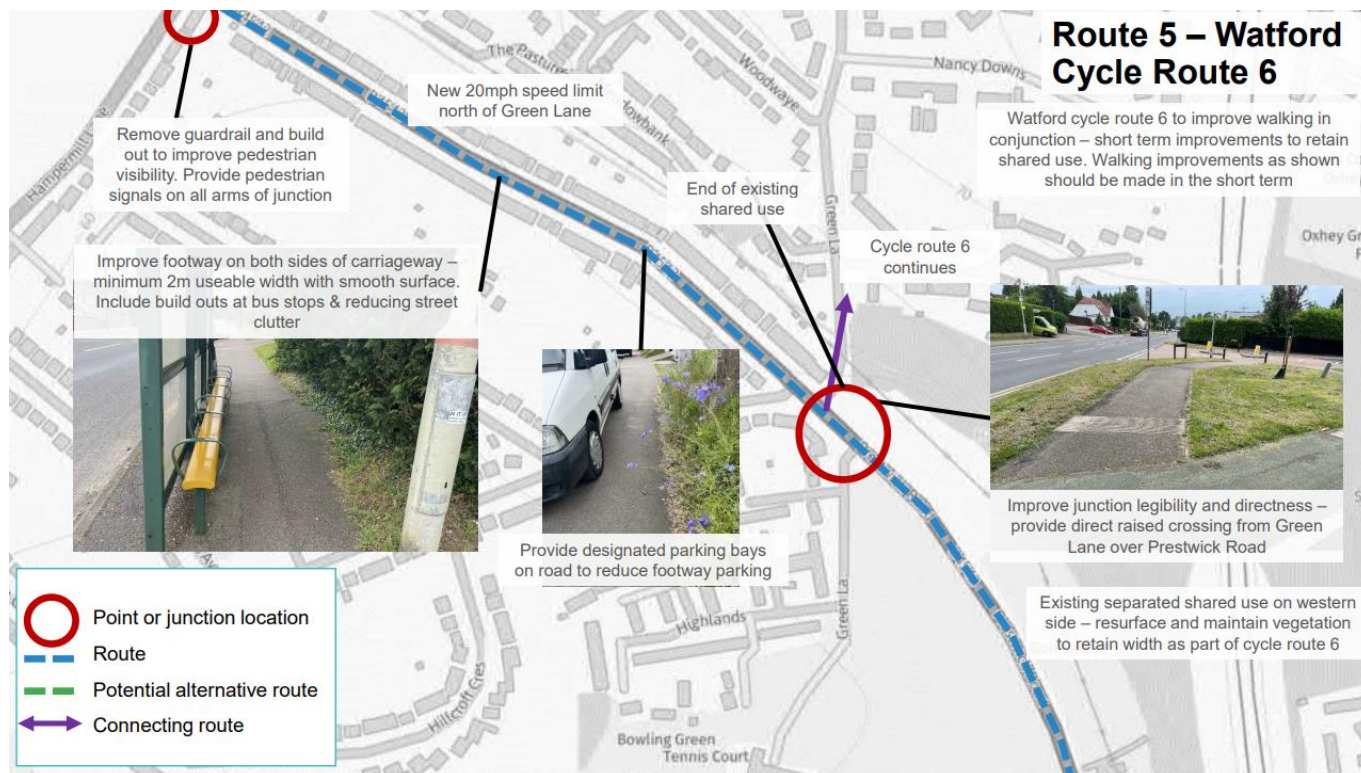 Route 5 – Watford
Cycle Route 6
Watford cycle route 6 to improve walking in
conjunction – short term improvements to retain
shared use. Walking improvements as shown
should be made in the short term
The Pastures
Woodwaye
Nancy Downs
New 20mph speed limit
north of Green Lane
Remove guardrail and build
out to improve pedestrian
visibility. Provide pedestrian
signals on all arms of junction
Hampermill Lane
End of existing
shared use
70
Green La
Oxhey
Cycle route 6
continues
Improve footway on both sides of carriageway –
minimum 2m useable width with smooth surface.
Include build outs at bus stops & reducing street
clutter
Provide designated parking bays
on road to reduce footway parking
Improve junction legibility and directness –
provide direct raised crossing from Green
Lane over Prestwick Road
Existing separated shared use on western
side – resurface and maintain vegetation
to retain width as part of cycle route 6
Highlands
Green La
Hillcroft Cres
Bowling Green
Tennis Court
Point or junction location
Route
Potential alternative route
Connecting route